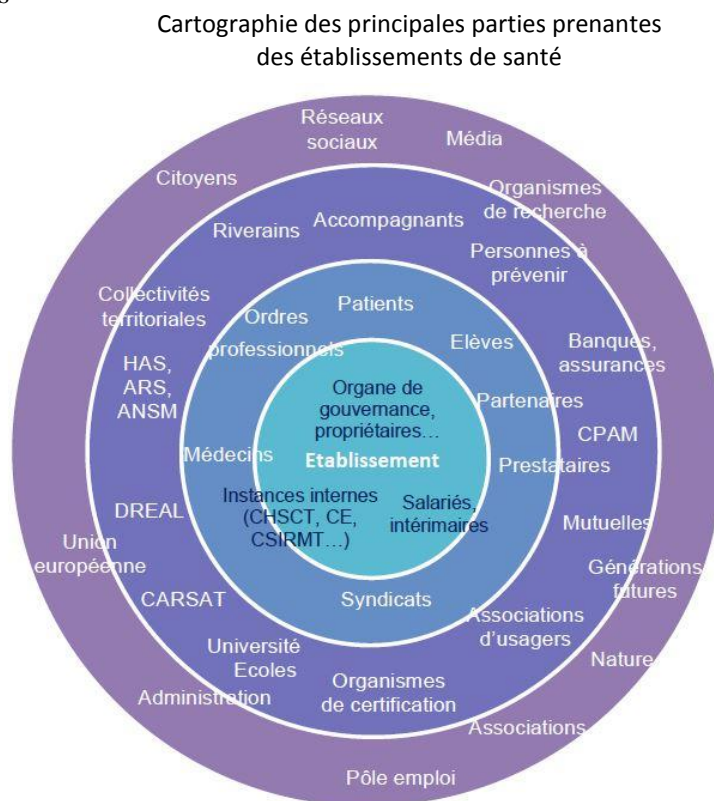 Cartographie des principales parties prenantes
des établissements de santé
Réseaux
sociaux
Média
Citoyens
Organismes
de recherche
Riverains
Accompagnants
Personnes à
prévenir
Collectivités
territoriales
Ordres
professionnels
Patients
Elèves
Banques,
assurances
HAS,
ARS,
ANSM
Organe de
gouvernance,
propriétaires…
Partenaires
CPAM
Médecins
Etablissement
Prestataires
Instances internes
(CHSCT, CE,
CSIRMT…)
Salariés,
intérimaires
DREAL
Mutuelles
Union
européenne
Générations
futures
CARSAT
Syndicats
Associations
d'usagers
Université
Ecoles
Nature
Administration
Organismes
de certification
Associations
Pôle emploi